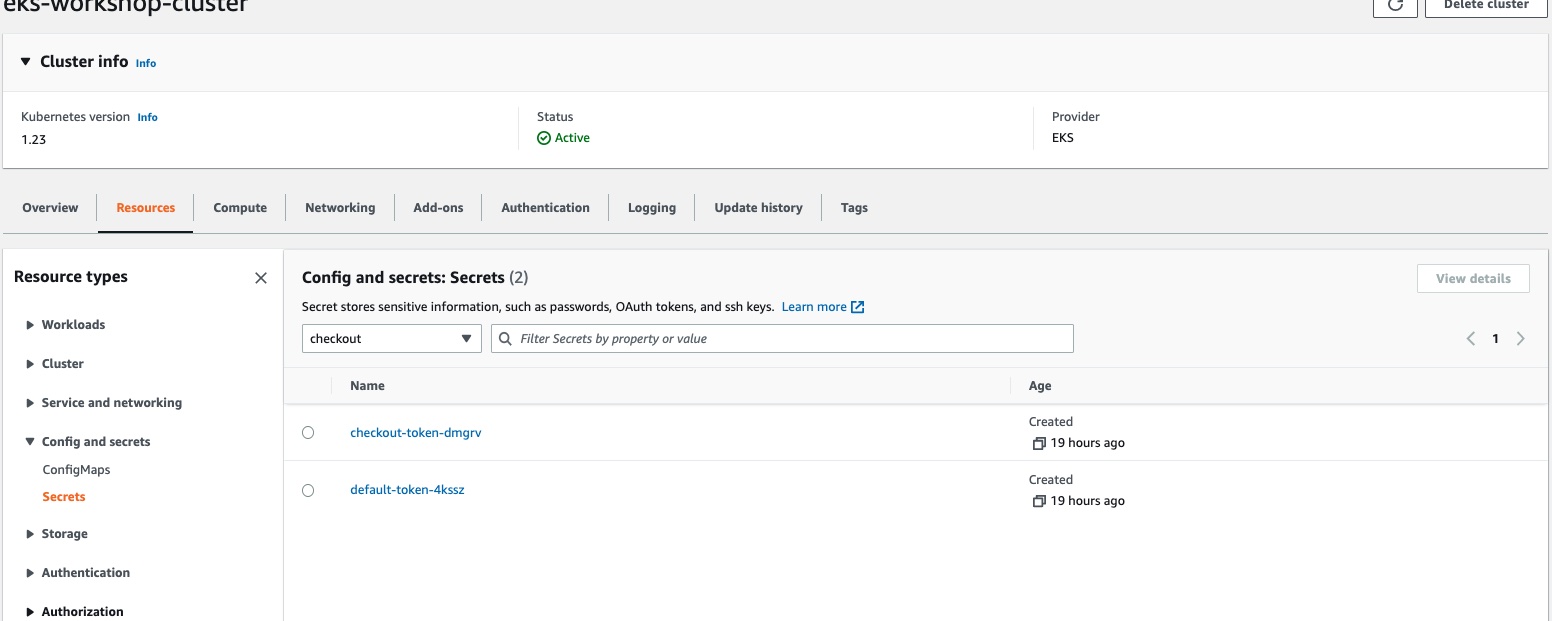 eks-workshop-cluster
Delete cluster
Cluster info Info
Kubernetes version Info
1.23
Status
Active
Provider
EKS
Overview Resources Compute Networking Add-ons Authentication Logging Update history Tags
Resource types
Workloads
Cluster
Service and networking
Config and secrets
ConfigMaps
Secrets
Storage
Authentication
Authorization
Config and secrets: Secrets (2)
View details
Secret stores sensitive information, such as passwords, OAuth tokens, and ssh keys. Learn more
checkout
Filter Secrets by property or value
1
Name Age
checkout-token-dmgrv
Created
19 hours ago
default-token-4kssz
Created
19 hours ago